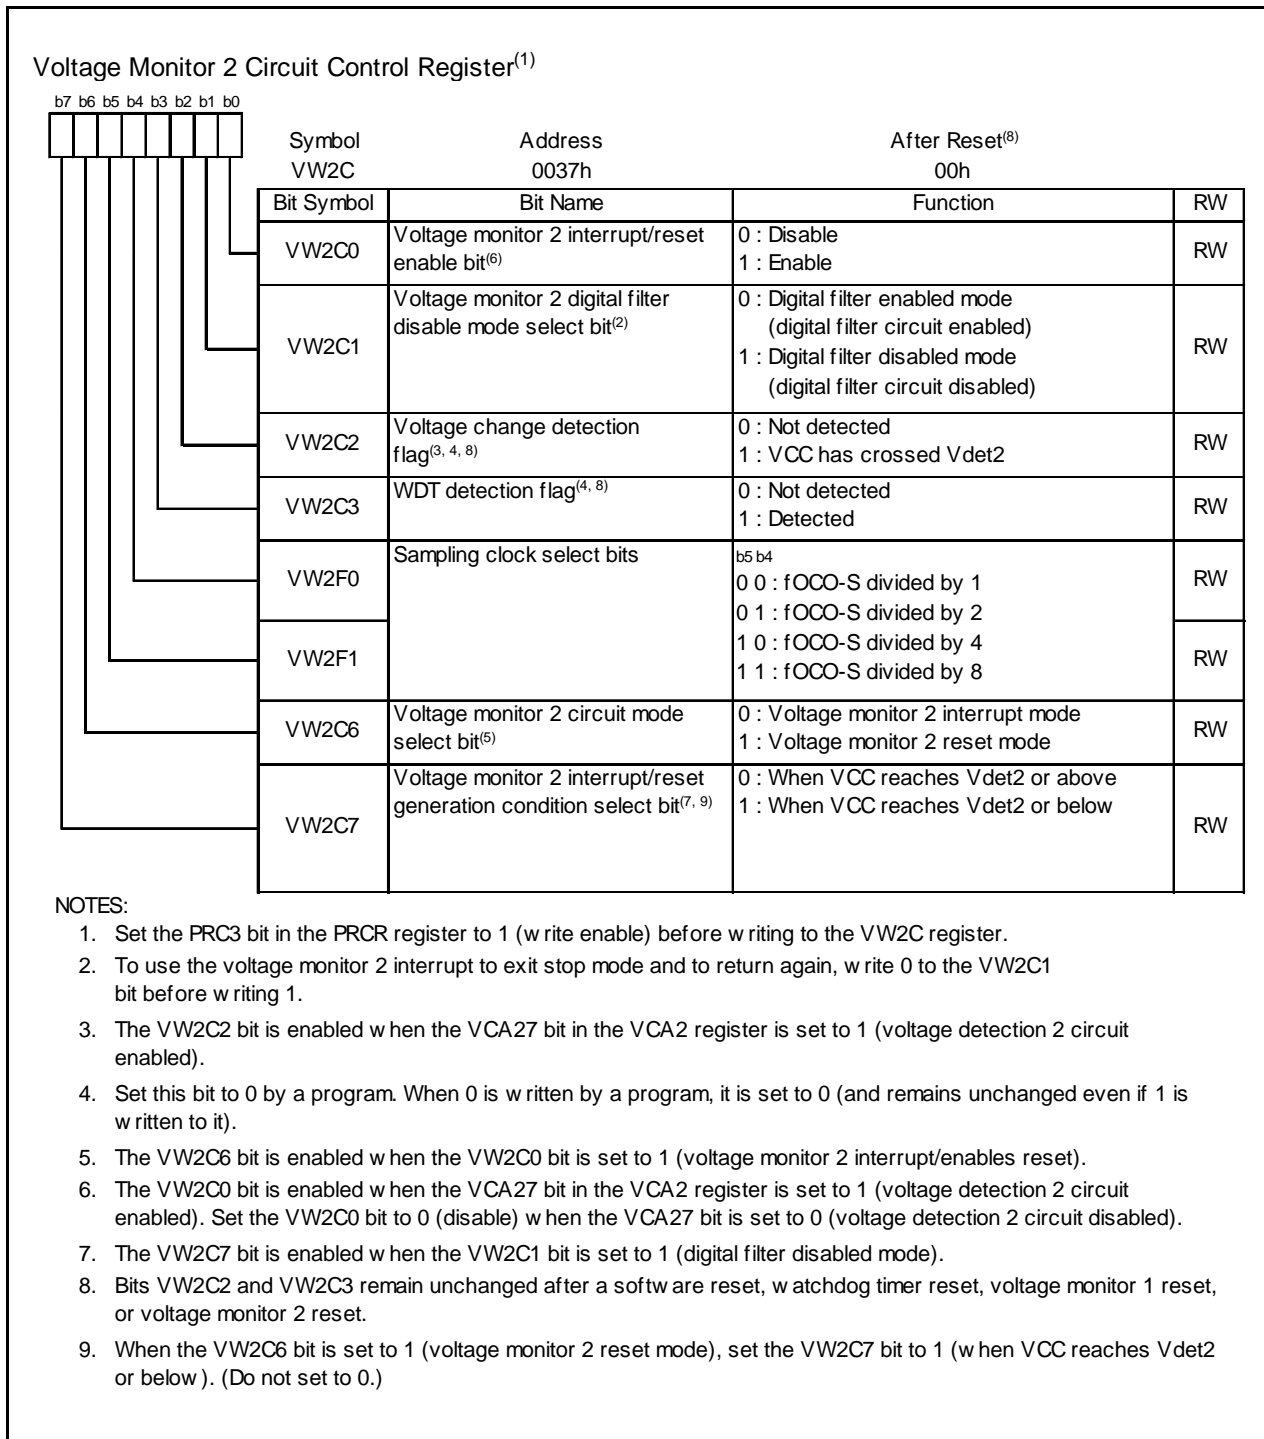 Voltage Monitor 2 Circuit Control Register(1)
b7 b6 b5 b4 b3 b2 b1 b0
Symbol Address After Reset(8)
VW2C 0037h 00h
Bit Symbol Bit Name Function RW
VW2C0 Voltage monitor 2 interrupt/reset enable bit(6) 0 : Disable RW
1 : Enable
VW2C1 Voltage monitor 2 digital filter disable mode select bit(2) 0 : Digital filter enabled mode RW
(digital filter circuit enabled)
1 : Digital filter disabled mode
(digital filter circuit disabled)
VW2C2 Voltage change detection flag(3, 4, 8) 0 : Not detected RW
1 : VCC has crossed Vdet2
VW2C3 WDT detection flag(4, 8) 0 : Not detected RW
1 : Detected
VW2F0 Sampling clock select bits b5 b4 RW
0 0 : fOCO-S divided by 1
0 1 : fOCO-S divided by 2
VW2F1 1 0 : fOCO-S divided by 4 RW
1 1 : fOCO-S divided by 8
VW2C6 Voltage monitor 2 circuit mode select bit(5) 0 : Voltage monitor 2 interrupt mode RW
1 : Voltage monitor 2 reset mode
VW2C7 Voltage monitor 2 interrupt/reset generation condition select bit(7, 9) 0 : When VCC reaches Vdet2 or above RW
1 : When VCC reaches Vdet2 or below
NOTES:
1. Set the PRC3 bit in the PRCR register to 1 (write enable) before writing to the VW2C register.
2. To use the voltage monitor 2 interrupt to exit stop mode and to return again, write 0 to the VW2C1
bit before writing 1.
3. The VW2C2 bit is enabled when the VCA27 bit in the VCA2 register is set to 1 (voltage detection 2 circuit
enabled).
4. Set this bit to 0 by a program. When 0 is written by a program, it is set to 0 (and remains unchanged even if 1 is
written to it).
5. The VW2C6 bit is enabled when the VW2C0 bit is set to 1 (voltage monitor 2 interrupt/enables reset).
6. The VW2C0 bit is enabled when the VCA27 bit in the VCA2 register is set to 1 (voltage detection 2 circuit
enabled). Set the VW2C0 bit to 0 (disable) when the VCA27 bit is set to 0 (voltage detection 2 circuit disabled).
7. The VW2C7 bit is enabled when the VW2C1 bit is set to 1 (digital filter disabled mode).
8. Bits VW2C2 and VW2C3 remain unchanged after a software reset, watchdog timer reset, voltage monitor 1 reset,
or voltage monitor 2 reset.
9. When the VW2C6 bit is set to 1 (voltage monitor 2 reset mode), set the VW2C7 bit to 1 (when VCC reaches Vdet2
or below). (Do not set to 0.)